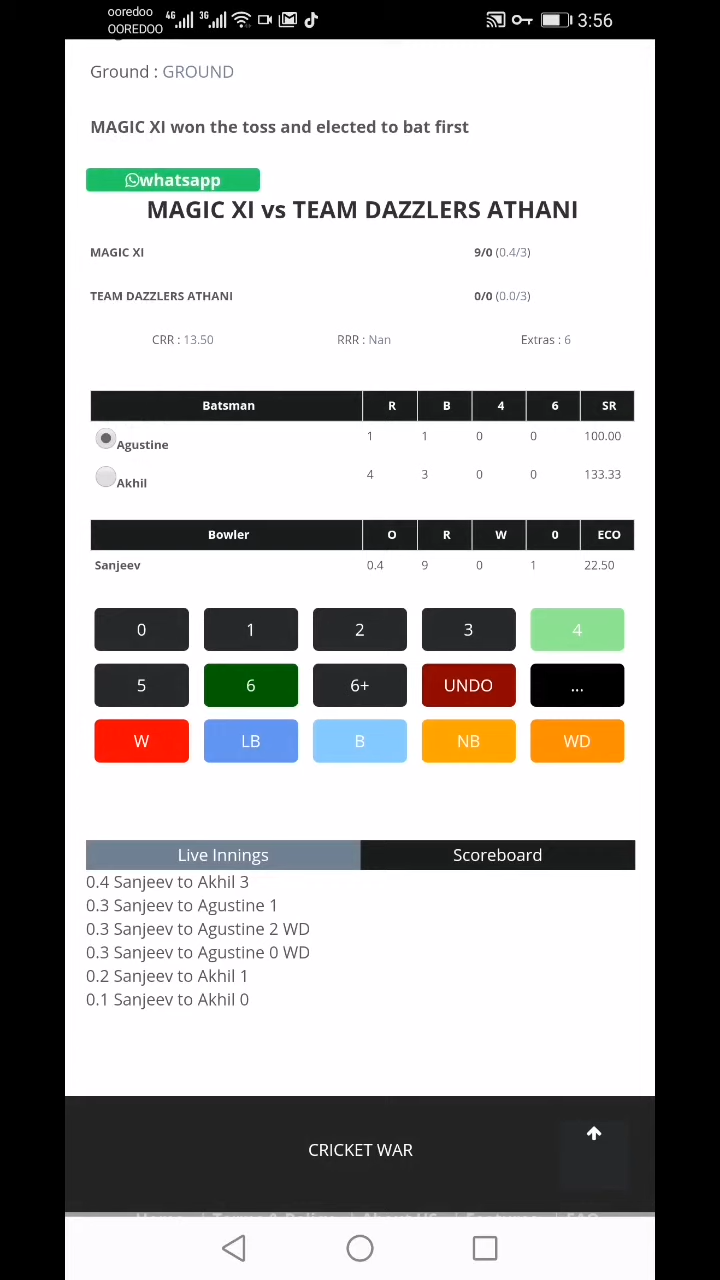 ooredoo
OOREDOO 4G 3G 3:56
Ground : GROUND
MAGIC XI won the toss and elected to bat first
whatsapp
MAGIC XI vs TEAM DAZZLERS ATHANI
MAGIC XI 9/0 (0.4/3)
TEAM DAZZLERS ATHANI 0/0 (0.0/3)
CRR : 13.50 RRR : Nan Extras : 6
Batsman R B 4 6 SR
Agustine 1 1 0 0 100.00
Akhil 4 3 0 0 133.33
Bowler O R W 0 ECO
Sanjeev 0.4 9 0 1 22.50
0 1 2 3 4
5 6 6+ UNDO ...
W LB B NB WD
Live Innings Scoreboard
0.4 Sanjeev to Akhil 3
0.3 Sanjeev to Agustine 1
0.3 Sanjeev to Agustine 2 WD
0.3 Sanjeev to Agustine 0 WD
0.2 Sanjeev to Akhil 1
0.1 Sanjeev to Akhil 0
CRICKET WAR